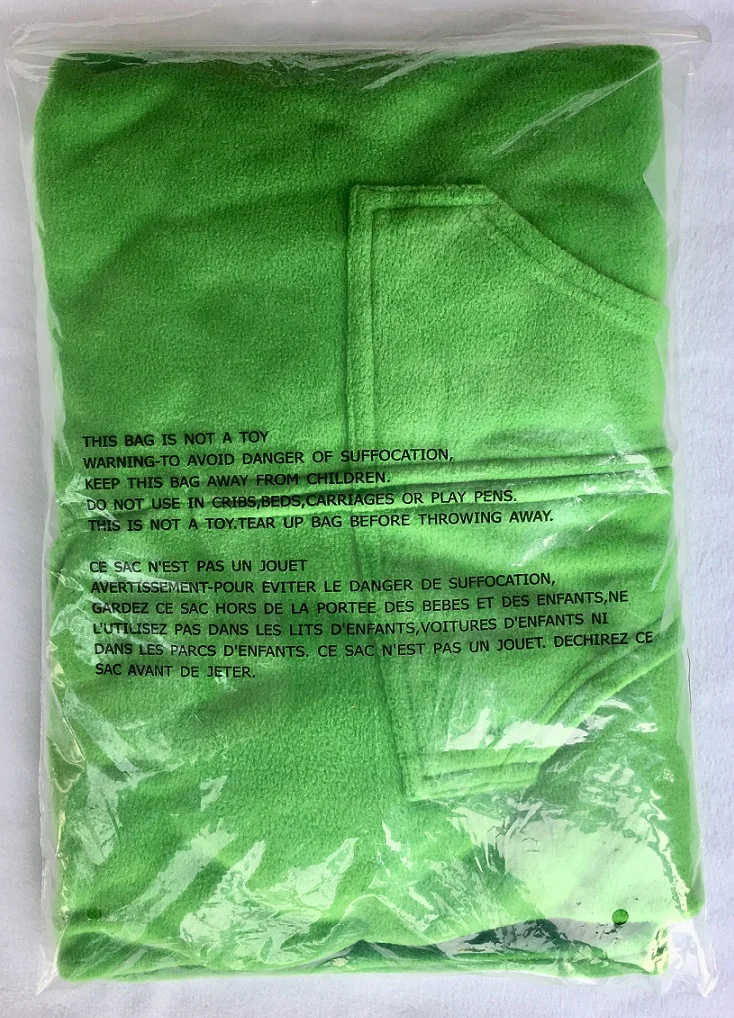 THIS BAG IS NOT A TOY
WARNING-TO AVOID DANGER OF SUFFOCATION,
KEEP THIS BAG AWAY FROM CHILDREN.
DO NOT USE IN CRIBS,BEDS,CARRIAGES OR PLAY PENS.
THIS IS NOT A TOY.TEAR UP BAG BEFORE THROWING AWAY.
CE SAC N'EST PAS UN JOUET
AVERTISSEMENT-POUR EVITER LE DANGER DE SUFFOCATION,
GARDEZ CE SAC HORS DE LA PORTEE DES BEBES ET DES ENFANTS,NE
L'UTILISEZ PAS DANS LES LITS D'ENFANTS,VOITURES D'ENFANTS NI
DANS LES PARCS D'ENFANTS. CE SAC N'EST PAS UN JOUET. DECHIREZ CE
SAC AVANT DE JETER.